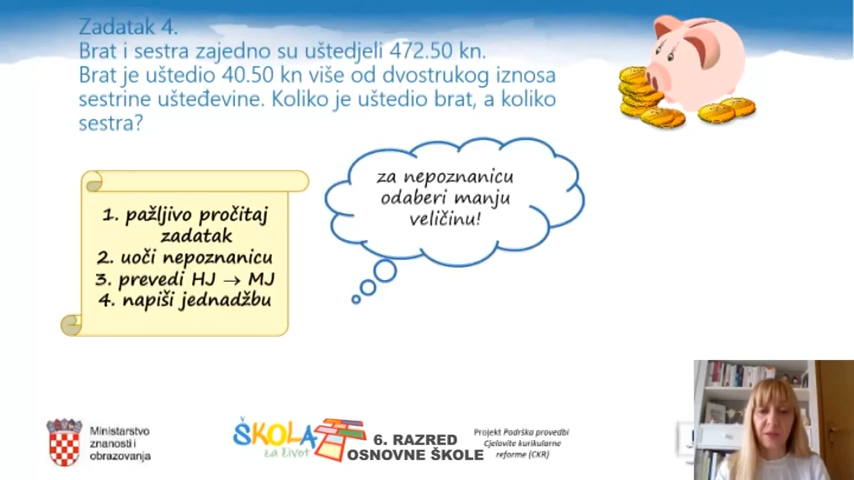 Zadatak 4.
Brat i sestra zajedno su uštedjeli 472.50 kn.
Brat je uštedio 40.50 kn više od dvostrukog iznosa
sestrine ušteđevine. Koliko je uštedio brat, a koliko
sestra?
za nepoznanicu
odaberi manju
veličinu!
1. pažljivo pročitaj
zadatak
2. uoči nepoznanicu
3. prevedi HJ → MJ
4. napiši jednadžbu
Ministarstvo
znanosti i
obrazovanja
ŠKOLA
za život
6. RAZRED
OSNOVNE ŠKOLE
Projekt Podrška provedbi
Cjelovite kurikularne
reforme (CKR)